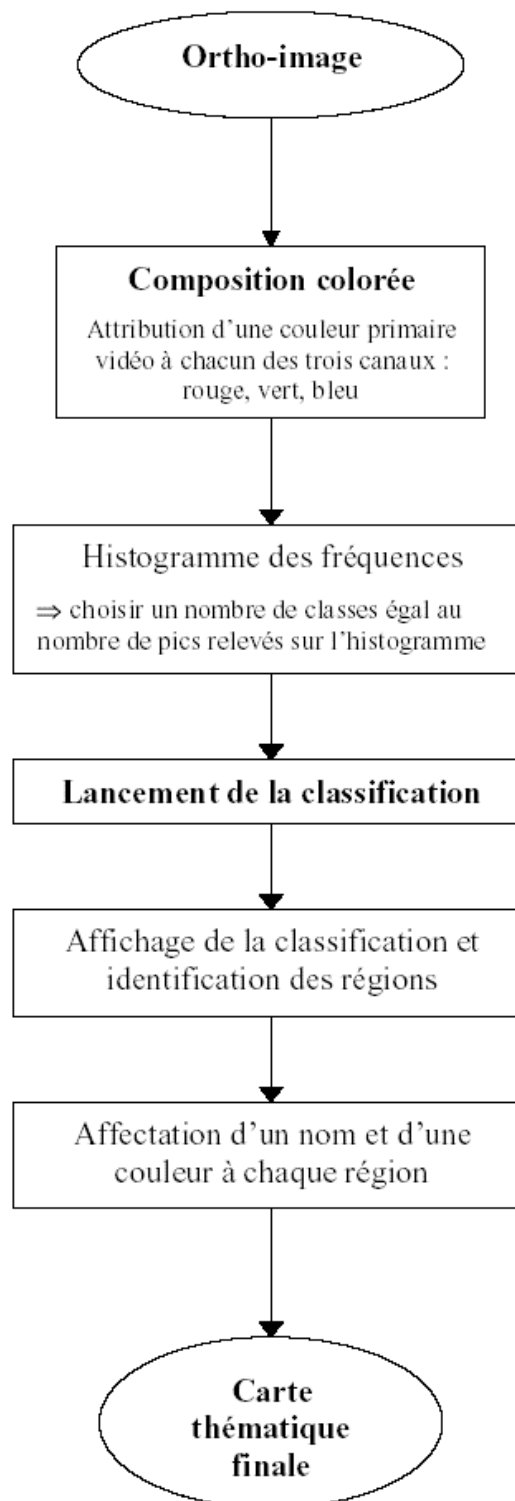 Ortho-image
Composition colorée
Attribution d’une couleur primaire
vidéo à chacun des trois canaux :
rouge, vert, bleu
Histogramme des fréquences
⇒ choisir un nombre de classes égal au
nombre de pics relevés sur l’histogramme
Lancement de la classification
Affichage de la classification et
identification des régions
Affectation d’un nom et d’une
couleur à chaque région
Carte
thématique
finale